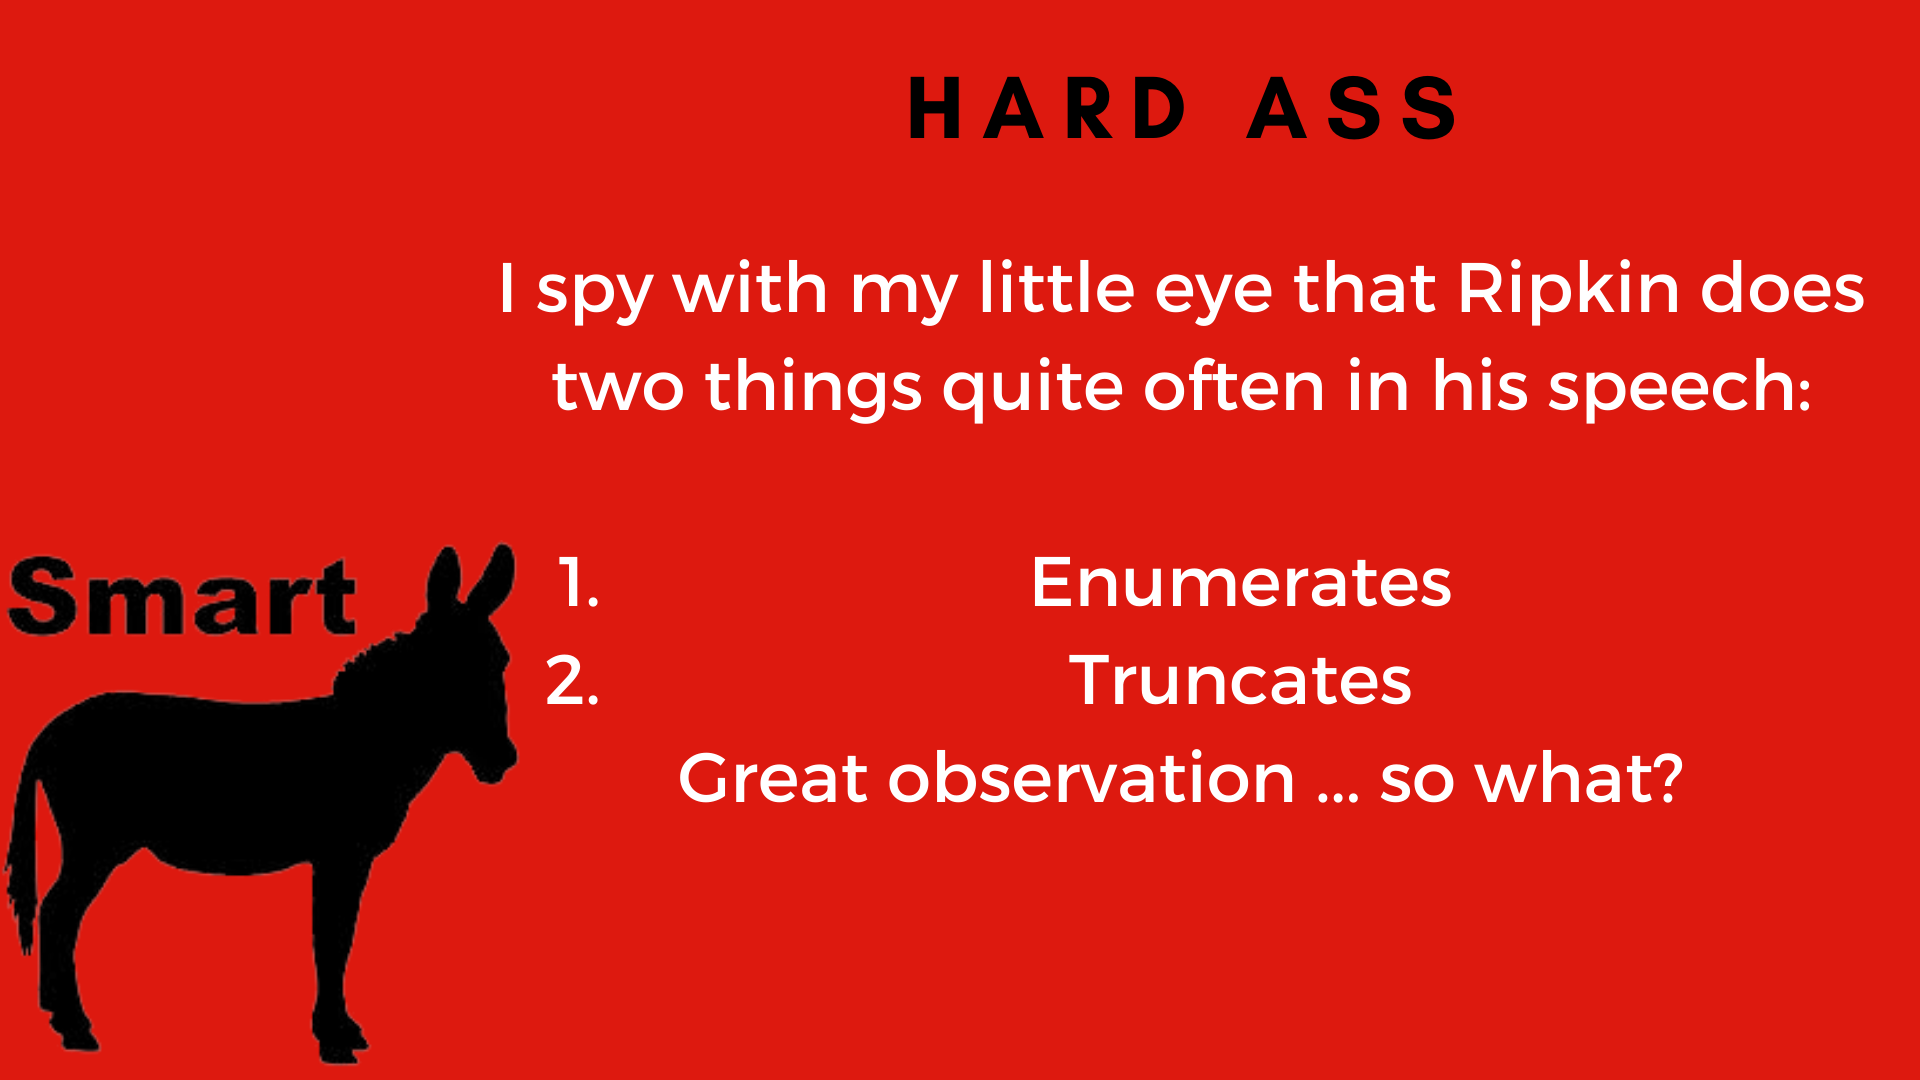 HARD ASS
I spy with my little eye that Ripkin does
two things quite often in his speech:
Smart
1. Enumerates
2. Truncates
Great observation ... so what?